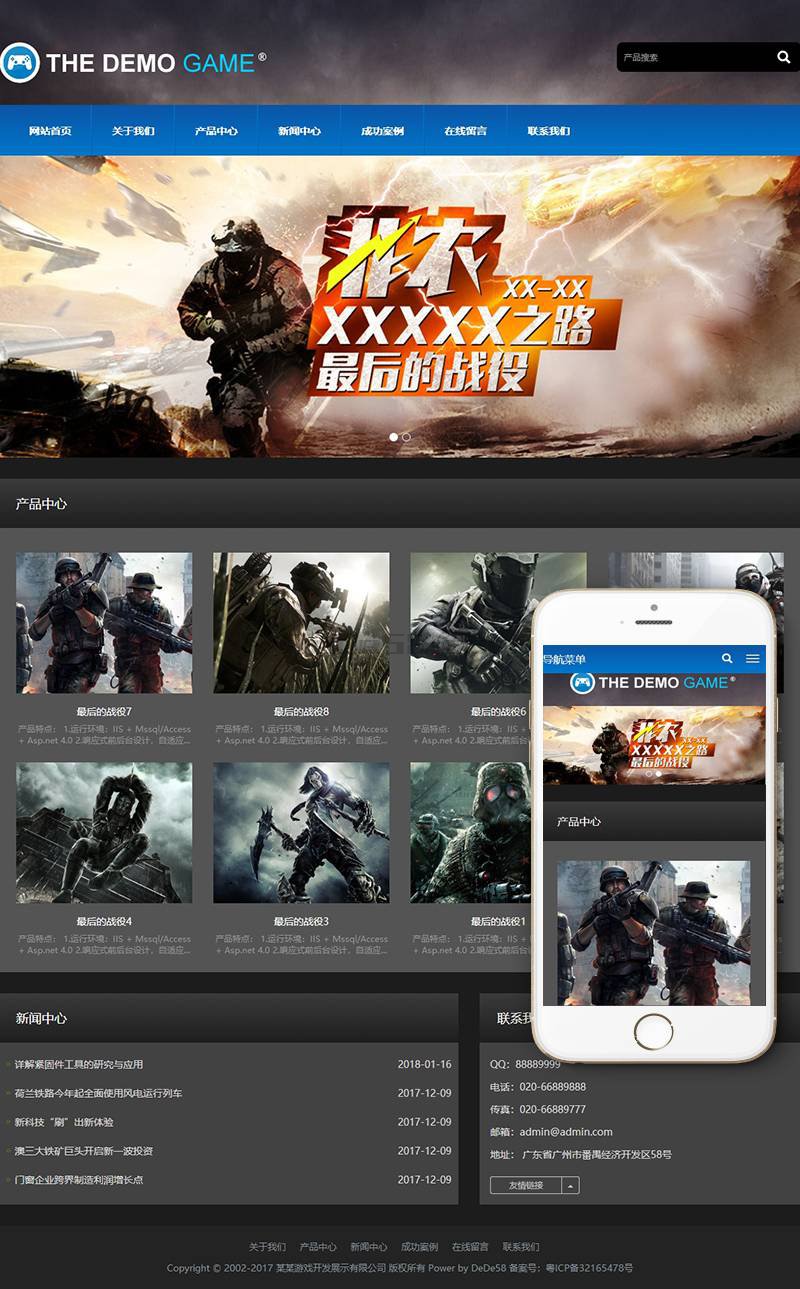 THE DEMO GAME®
产品搜索
网站首页 关于我们 产品中心 新闻中心 成功案例 在线留言 联系我们
XX-XX
XXXXX之路
最后的战役
产品中心
最后的战役7 最后的战役8 最后的战役6
产品特点： 1.运行环境：IIS + Mssql/Access
+ Asp.net 4.0 2.响应式前后台设计，自适应...
产品特点： 1.运行环境：IIS + Mssql/Access
+ Asp.net 4.0 2.响应式前后台设计，自适应...
产品特点： 1.运行环境：IIS +
+ Asp.net 4.0 2.响应式前后
最后的战役4 最后的战役3 最后的战役1
产品特点： 1.运行环境：IIS + Mssql/Access
+ Asp.net 4.0 2.响应式前后台设计，自适应...
产品特点： 1.运行环境：IIS + Mssql/Access
+ Asp.net 4.0 2.响应式前后台设计，自适应...
产品特点： 1.运行环境：IIS +
+ Asp.net 4.0 2.响应式前后
导航菜单
THE DEMO GAME®
XX-XX
XXXXX之路
最后的战役
产品中心
新闻中心
详解紧固件工具的研究与应用 2018-01-16
荷兰铁路今年起全面使用风电运行列车 2017-12-09
新科技“刷”出新体验 2017-12-09
澳三大铁矿巨头开启新一波投资 2017-12-09
门窗企业跨界制造利润增长点 2017-12-09
联系我
QQ：88889999
电话：020-66889888
传真：020-66889777
邮箱：admin@admin.com
地址： 广东省广州市番禺经济开发区58号
友情链接
关于我们 产品中心 新闻中心 成功案例 在线留言 联系我们
Copyright © 2002-2017 某某游戏开发展示有限公司 版权所有 Power by DeDe58 备案号：粤ICP备32165478号